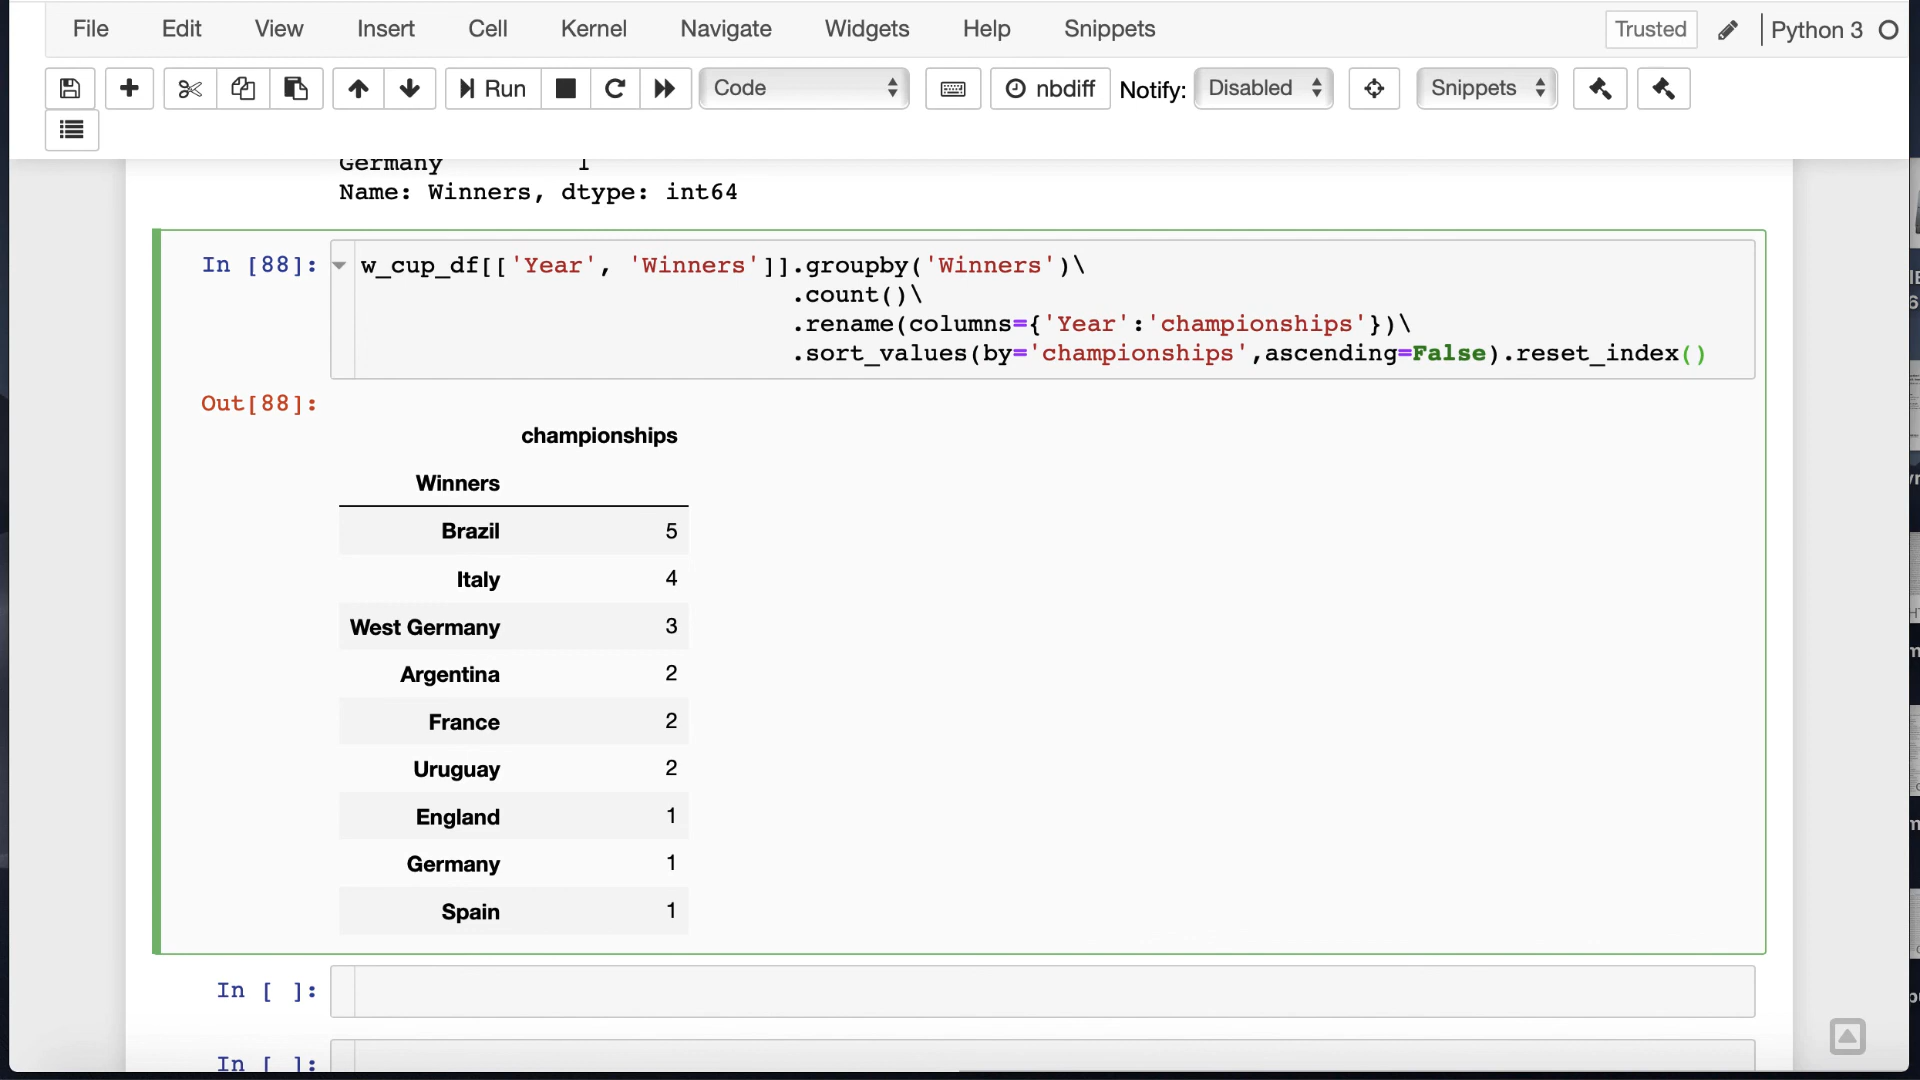 File Edit View Insert Cell Kernel Navigate Widgets Help Snippets Trusted Python 3
Run Code nbdiff Notify: Disabled Snippets
Germany 1
Name: Winners, dtype: int64
In [88]: w_cup_df[['Year', 'Winners']].groupby('Winners')\
.count()\
.rename(columns={'Year':'championships'})\
.sort_values(by='championships',ascending=False).reset_index()
Out[88]:
championships
Winners
Brazil 5
Italy 4
West Germany 3
Argentina 2
France 2
Uruguay 2
England 1
Germany 1
Spain 1
In [ ]:
In [ ]: